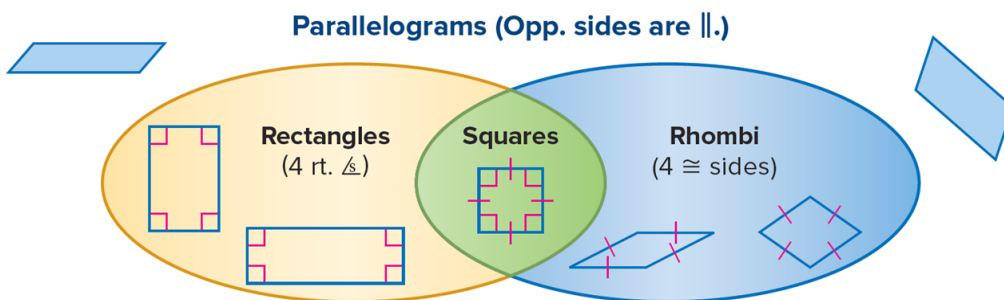 Parallelograms (Opp. sides are ∥.)
Rectangles
(4 rt. ∠s)
Squares
Rhombi
(4 ≅ sides)